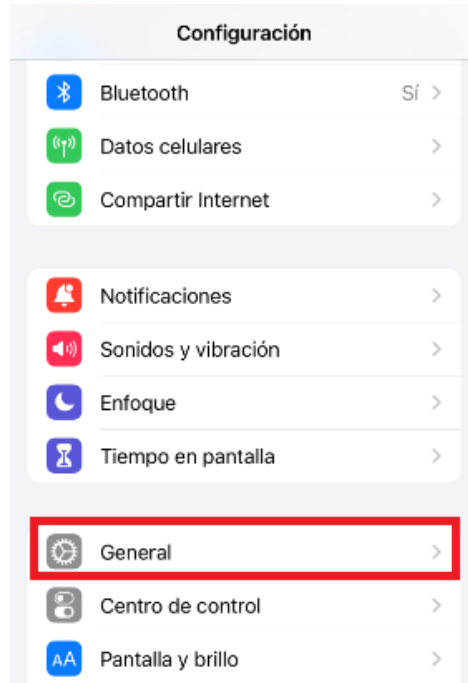 Configuración
Bluetooth Sí
Datos celulares
Compartir Internet
Notificaciones
Sonidos y vibración
Enfoque
Tiempo en pantalla
General
Centro de control
AA Pantalla y brillo